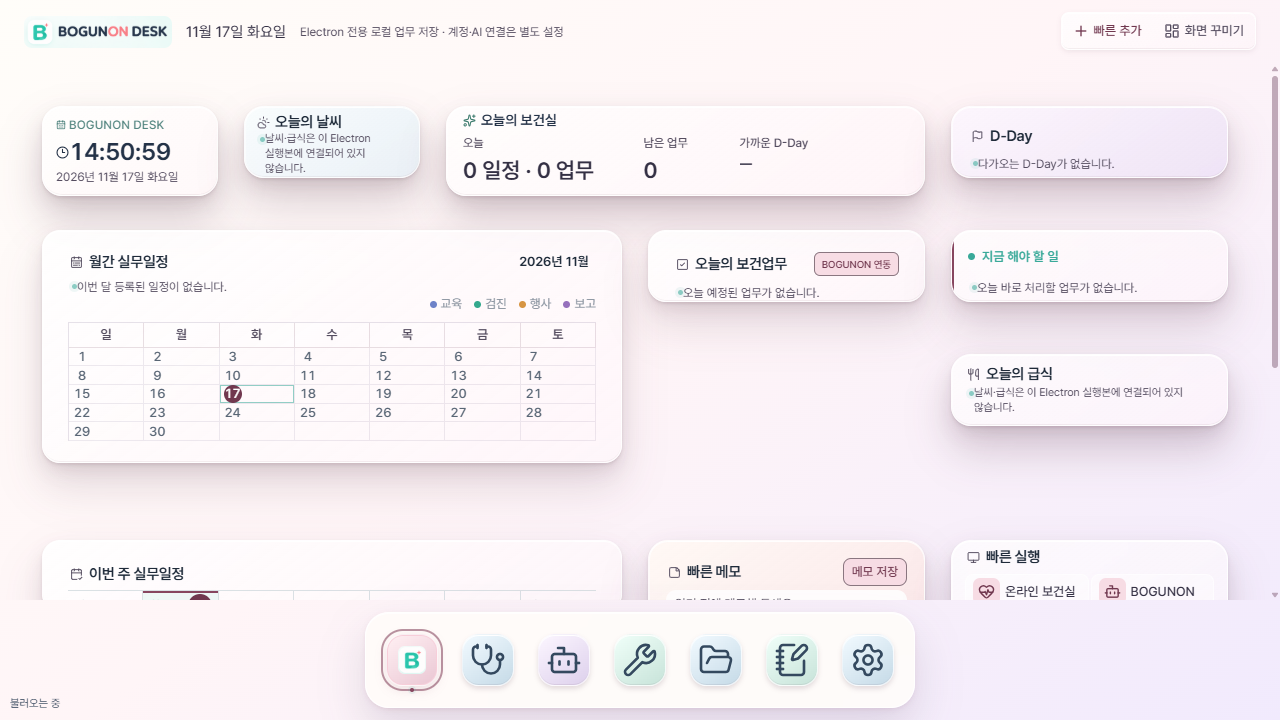 BOGUNON DESK
11월 17일 화요일
Electron 전용 로컬 업무 저장 · 계정·AI 연결은 별도 설정
빠른 추가
화면 꾸미기
BOGUNON DESK
14:50:59
2026년 11월 17일 화요일
오늘의 날씨
날씨·급식은 이 Electron
실행본에 연결되어 있지
않습니다.
오늘의 보건실
오늘
남은 업무
가까운 D-Day
0 일정 · 0 업무
0
—
D-Day
다가오는 D-Day가 없습니다.
월간 실무일정
2026년 11월
이번 달 등록된 일정이 없습니다.
교육
검진
행사
보고
일 월 화 수 목 금 토
1 2 3 4 5 6 7
8 9 10 11 12 13 14
15 16 17 18 19 20 21
22 23 24 25 26 27 28
29 30
오늘의 보건업무
BOGUNON 연동
오늘 예정된 업무가 없습니다.
지금 해야 할 일
오늘 바로 처리할 업무가 없습니다.
오늘의 급식
날씨·급식은 이 Electron 실행본에 연결되어 있지
않습니다.
이번 주 실무일정
빠른 메모
메모 저장
빠른 실행
온라인 보건실
BOGUNON
불러오는 중